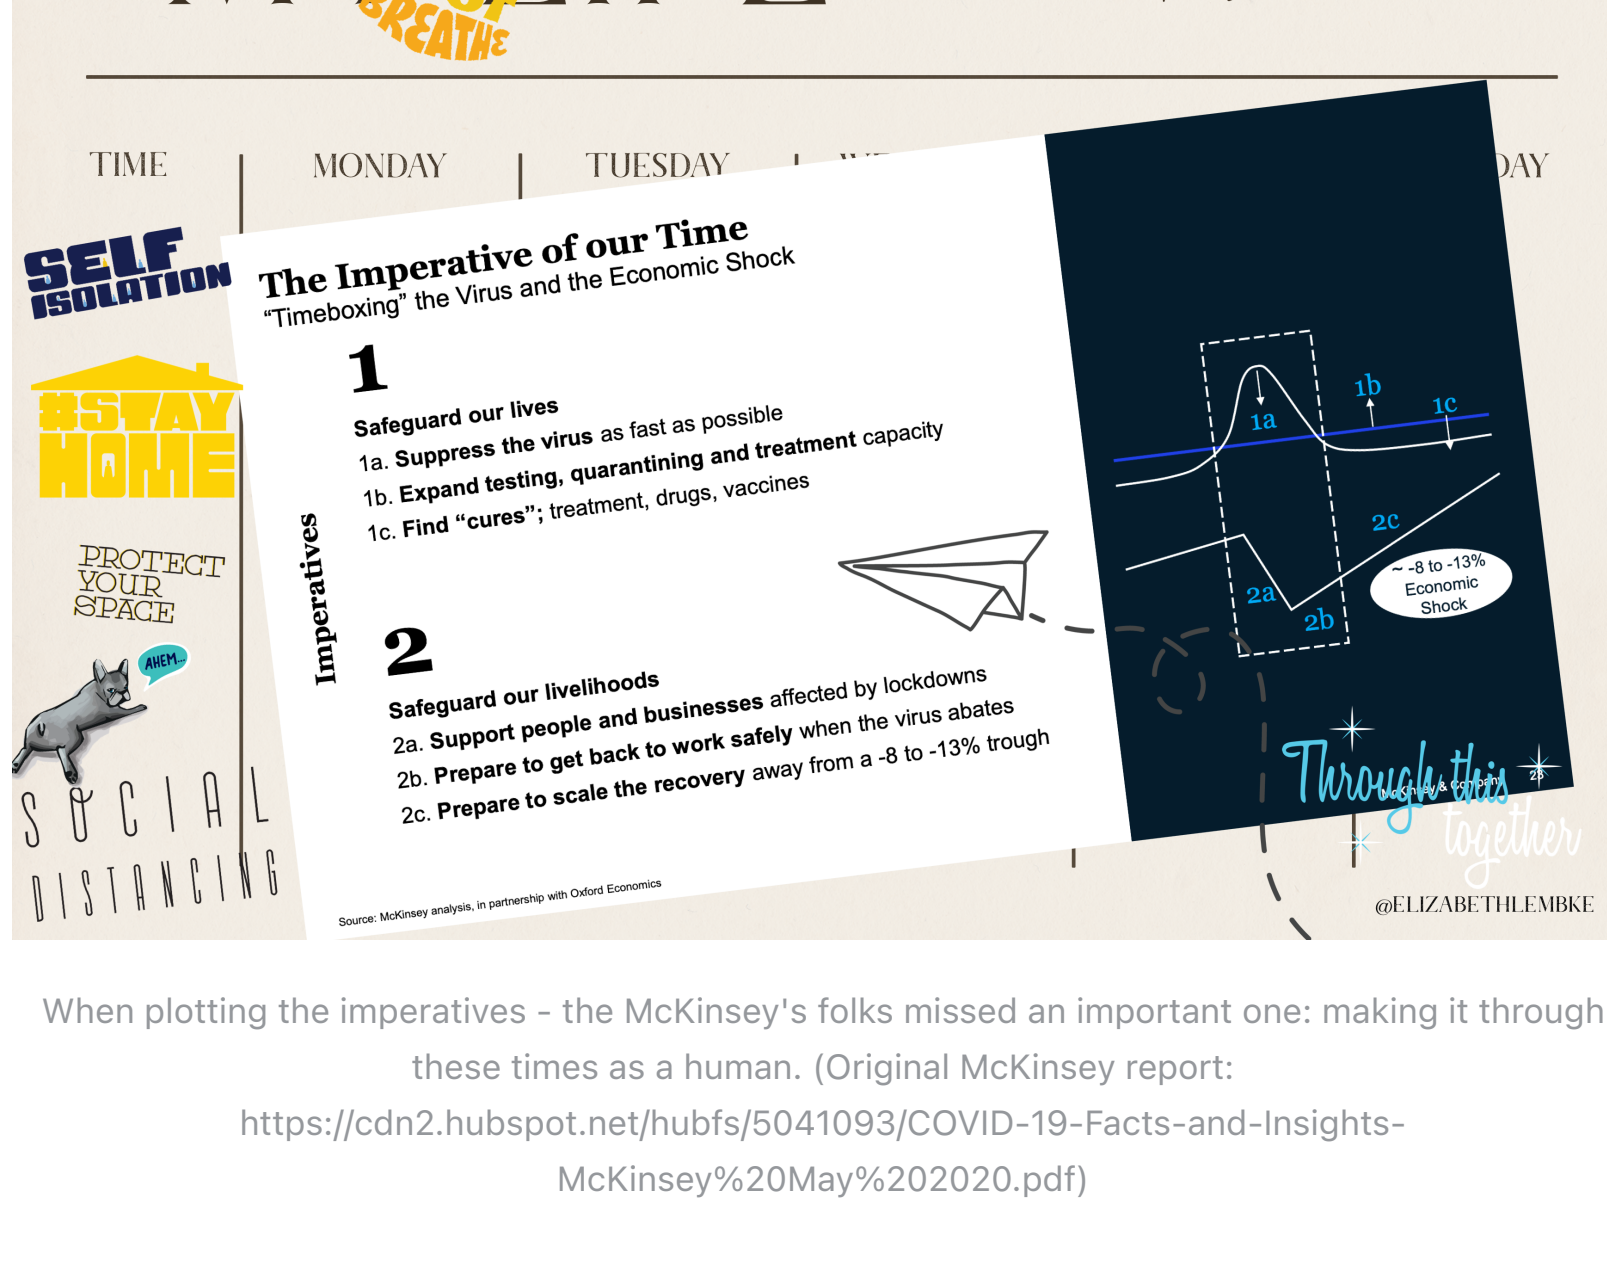 BREATHE
TIME
MONDAY
TUESDAY
DAY
SELF
ISOLATION
#STAY
HOME
PROTECT
YOUR
SPACE
AHEM...
SOCIAL
DISTANCING
The Imperative of our Time
“Timeboxing” the Virus and the Economic Shock
Imperatives
1
Safeguard our lives
1a. Suppress the virus as fast as possible
1b. Expand testing, quarantining and treatment capacity
1c. Find “cures”; treatment, drugs, vaccines
2
Safeguard our livelihoods
2a. Support people and businesses affected by lockdowns
2b. Prepare to get back to work safely when the virus abates
2c. Prepare to scale the recovery away from a -8 to -13% trough
Source: McKinsey analysis, in partnership with Oxford Economics
1a
1b
1c
2a
2b
2c
~ -8 to -13%
Economic
Shock
McKinsey & Company 28
Through this
together
@ELIZABETHLEMBKE
When plotting the imperatives - the McKinsey's folks missed an important one: making it through
these times as a human. (Original McKinsey report:
https://cdn2.hubspot.net/hubfs/5041093/COVID-19-Facts-and-Insights-
McKinsey%20May%202020.pdf)